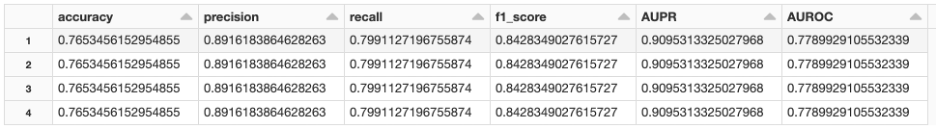 accuracy precision recall f1_score AUPR AUROC
1 0.7653456152954855 0.8916183864628263 0.7991127196755874 0.8428349027615727 0.9095313325027968 0.7789929105532339
2 0.7653456152954855 0.8916183864628263 0.7991127196755874 0.8428349027615727 0.9095313325027968 0.7789929105532339
3 0.7653456152954855 0.8916183864628263 0.7991127196755874 0.8428349027615727 0.9095313325027968 0.7789929105532339
4 0.7653456152954855 0.8916183864628263 0.7991127196755874 0.8428349027615727 0.9095313325027968 0.7789929105532339